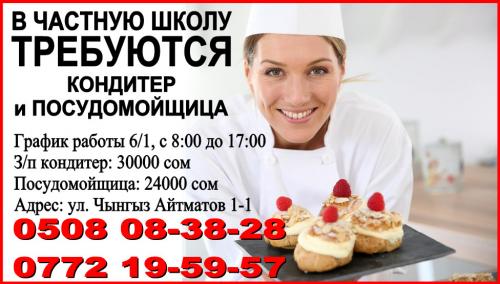 В ЧАСТНУЮ ШКОЛУ
ТРЕБУЮТСЯ
КОНДИТЕР
и ПОСУДОМОЙЩИЦА
График работы 6/1, с 8:00 до 17:00
З/п кондитер: 30000 сом
Посудомойщица: 24000 сом
Адрес: ул. Чынгыз Айтматов 1-1
0508 08-38-28
0772 19-59-57